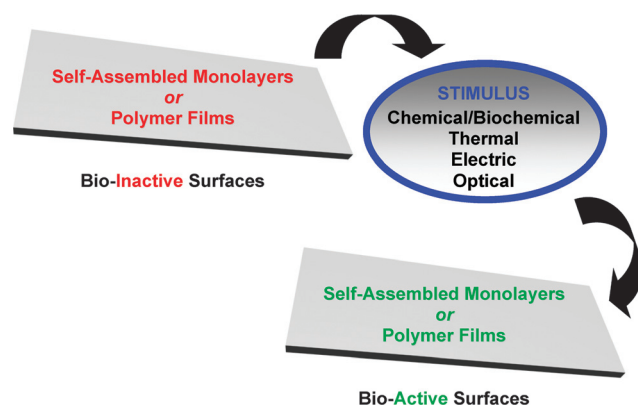 Self-Assembled Monolayers
or
Polymer Films
Bio-Inactive Surfaces
STIMULUS
Chemical/Biochemical
Thermal
Electric
Optical
Self-Assembled Monolayers
or
Polymer Films
Bio-Active Surfaces